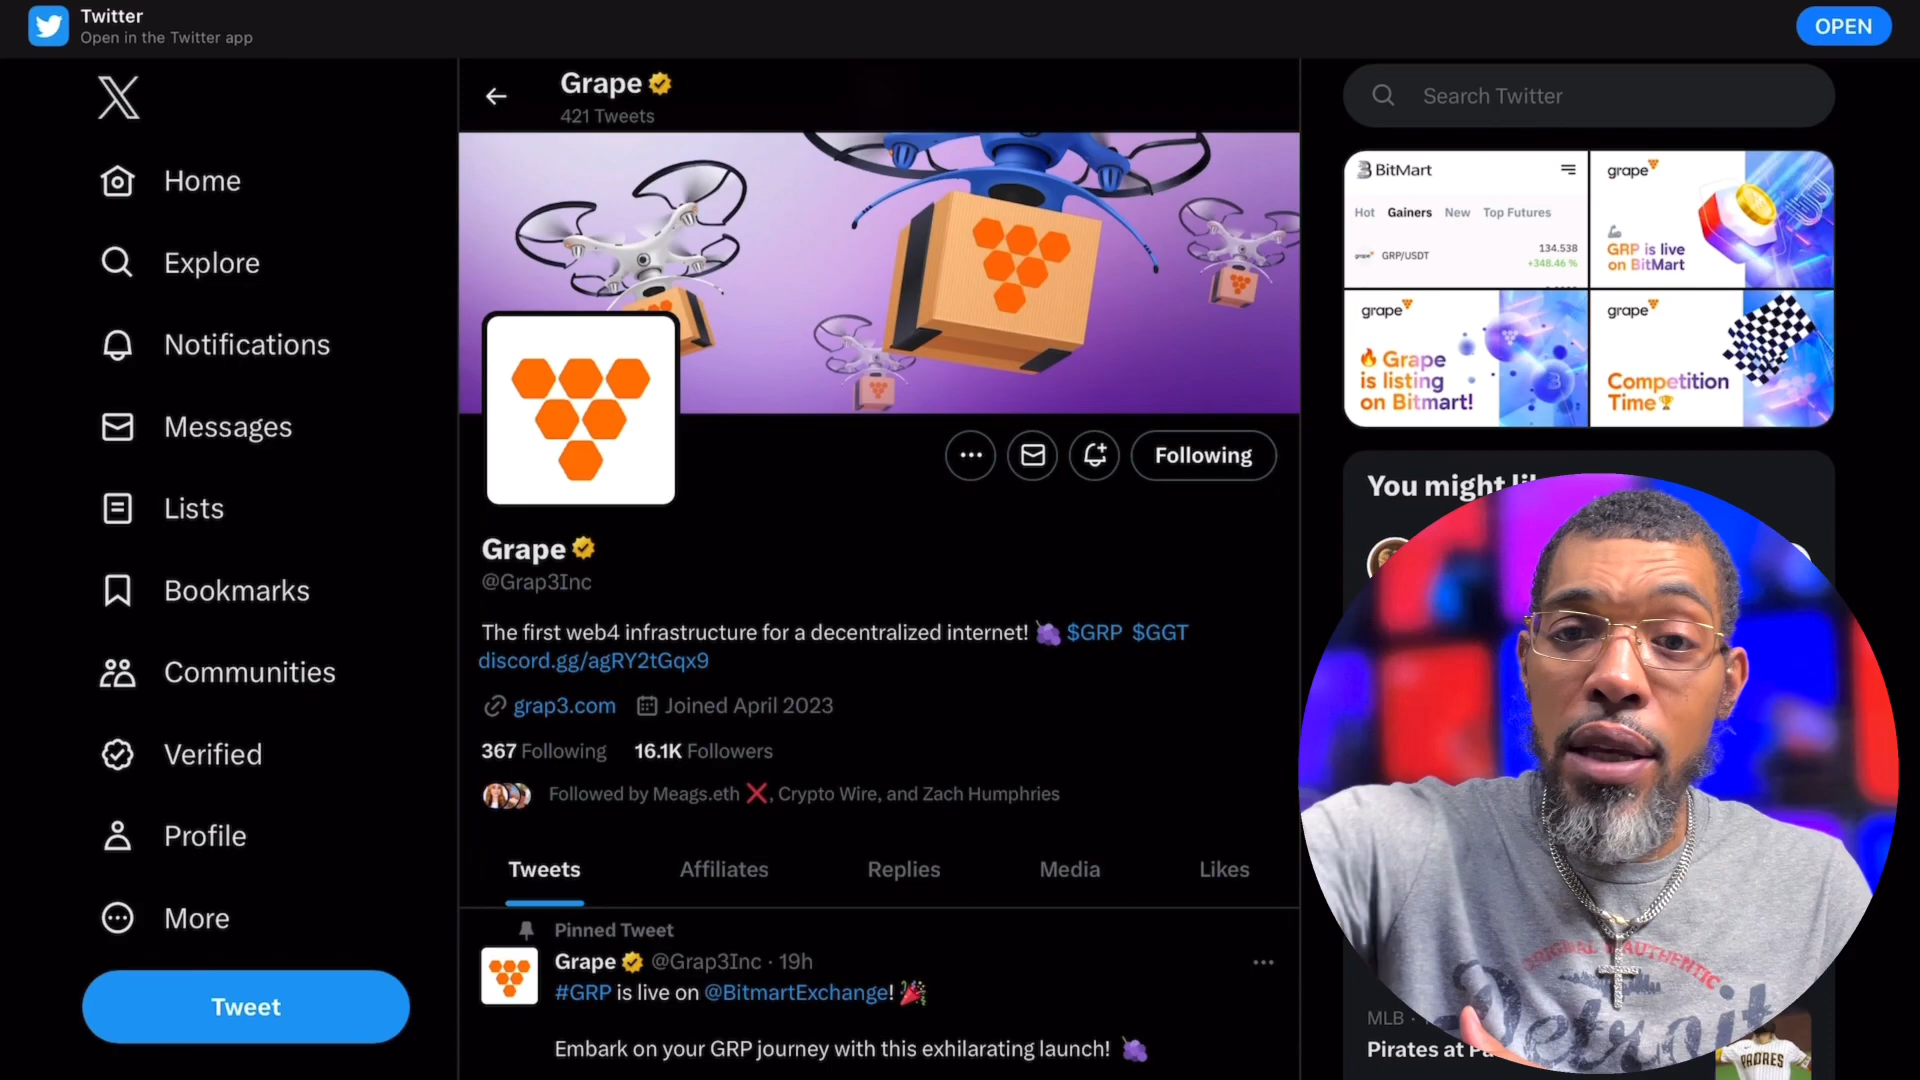 Twitter
Open in the Twitter app
OPEN
Home
Explore
Notifications
Messages
Lists
Bookmarks
Communities
Verified
Profile
More
Tweet
Grape
421 Tweets
Following
Grape
@Grap3Inc
The first web4 infrastructure for a decentralized internet! $GRP $GGT
discord.gg/agRY2tGqx9
grap3.com Joined April 2023
367 Following 16.1K Followers
Followed by Meags.eth ❌, Crypto Wire, and Zach Humphries
Tweets Affiliates Replies Media Likes
Pinned Tweet
Grape @Grap3Inc · 19h
#GRP is live on @BitmartExchange!
Embark on your GRP journey with this exhilarating launch!
Search Twitter
BitMart
Hot Gainers New Top Futures
grape GRP/USDT
134.538
+348.46 %
grape
GRP is live
on BitMart
grape
Grape
is listing
on Bitmart!
grape
Competition
Time
You might
ORIGINAL AUTHENTIC
Detroit
MLB ·
Pirates at
PADRES